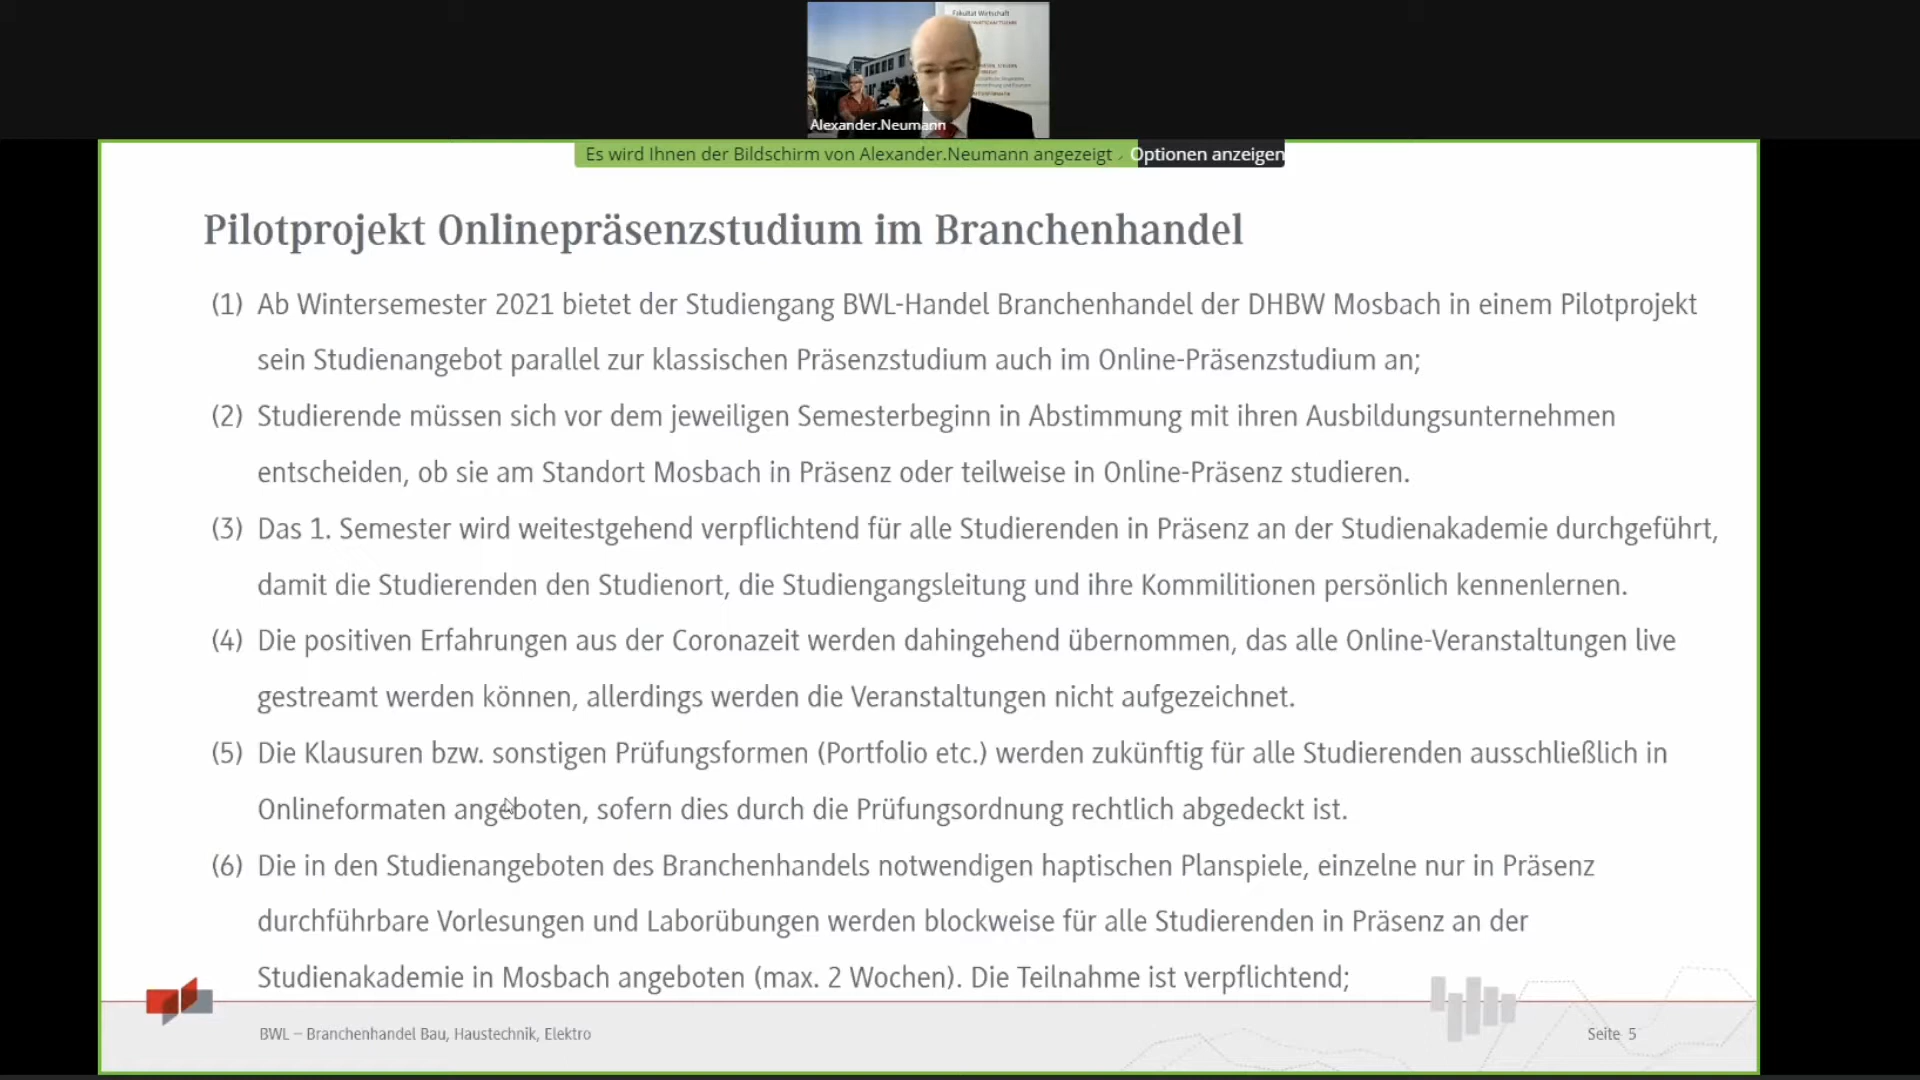 Fakultät Wirtschaft
Alexander.Neumann
Es wird Ihnen der Bildschirm von Alexander.Neumann angezeigt
Optionen anzeigen
Pilotprojekt Onlinepräsenzstudium im Branchenhandel
(1) Ab Wintersemester 2021 bietet der Studiengang BWL-Handel Branchenhandel der DHBW Mosbach in einem Pilotprojekt
sein Studienangebot parallel zur klassischen Präsenzstudium auch im Online-Präsenzstudium an;
(2) Studierende müssen sich vor dem jeweiligen Semesterbeginn in Abstimmung mit ihren Ausbildungsunternehmen
entscheiden, ob sie am Standort Mosbach in Präsenz oder teilweise in Online-Präsenz studieren.
(3) Das 1. Semester wird weitestgehend verpflichtend für alle Studierenden in Präsenz an der Studienakademie durchgeführt,
damit die Studierenden den Studienort, die Studiengangsleitung und ihre Kommilitionen persönlich kennenlernen.
(4) Die positiven Erfahrungen aus der Coronazeit werden dahingehend übernommen, das alle Online-Veranstaltungen live
gestreamt werden können, allerdings werden die Veranstaltungen nicht aufgezeichnet.
(5) Die Klausuren bzw. sonstigen Prüfungsformen (Portfolio etc.) werden zukünftig für alle Studierenden ausschließlich in
Onlineformaten angeboten, sofern dies durch die Prüfungsordnung rechtlich abgedeckt ist.
(6) Die in den Studienangeboten des Branchenhandels notwendigen haptischen Planspiele, einzelne nur in Präsenz
durchführbare Vorlesungen und Laborübungen werden blockweise für alle Studierenden in Präsenz an der
Studienakademie in Mosbach angeboten (max. 2 Wochen). Die Teilnahme ist verpflichtend;
BWL – Branchenhandel Bau, Haustechnik, Elektro
Seite 5